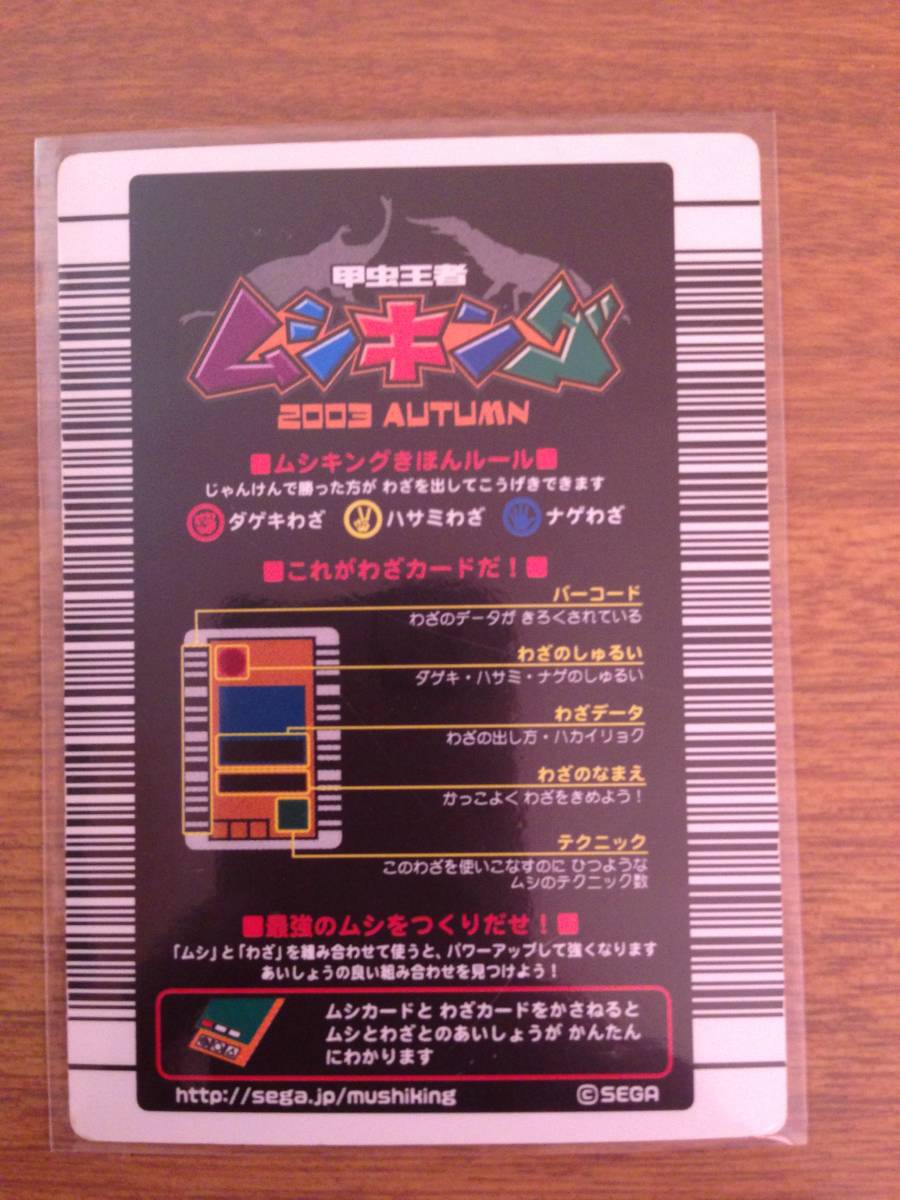 甲虫王者
ムシキング
2003 AUTUMN
■ムシキングきほんルール■
じゃんけんで勝った方が わざを出してこうげきできます
ダゲキわざ ハサミわざ ナゲわざ
■これがわざカードだ！■
バーコード
わざのデータが きろくされている
わざのしゅるい
ダゲキ・ハサミ・ナゲのしゅるい
わざデータ
わざの出し方・ハカイリョク
わざのなまえ
かっこよく わざをきめよう！
テクニック
このわざを使いこなすのに ひつような
ムシのテクニック数
■最強のムシをつくりだせ！■
「ムシ」と「わざ」を組み合わせて使うと、パワーアップして強くなります
あいしょうの良い組み合わせを見つけよう！
ムシカードと わざカードをかさねると
ムシとわざとのあいしょうが かんたん
にわかります
http://sega.jp/mushiking
©SEGA